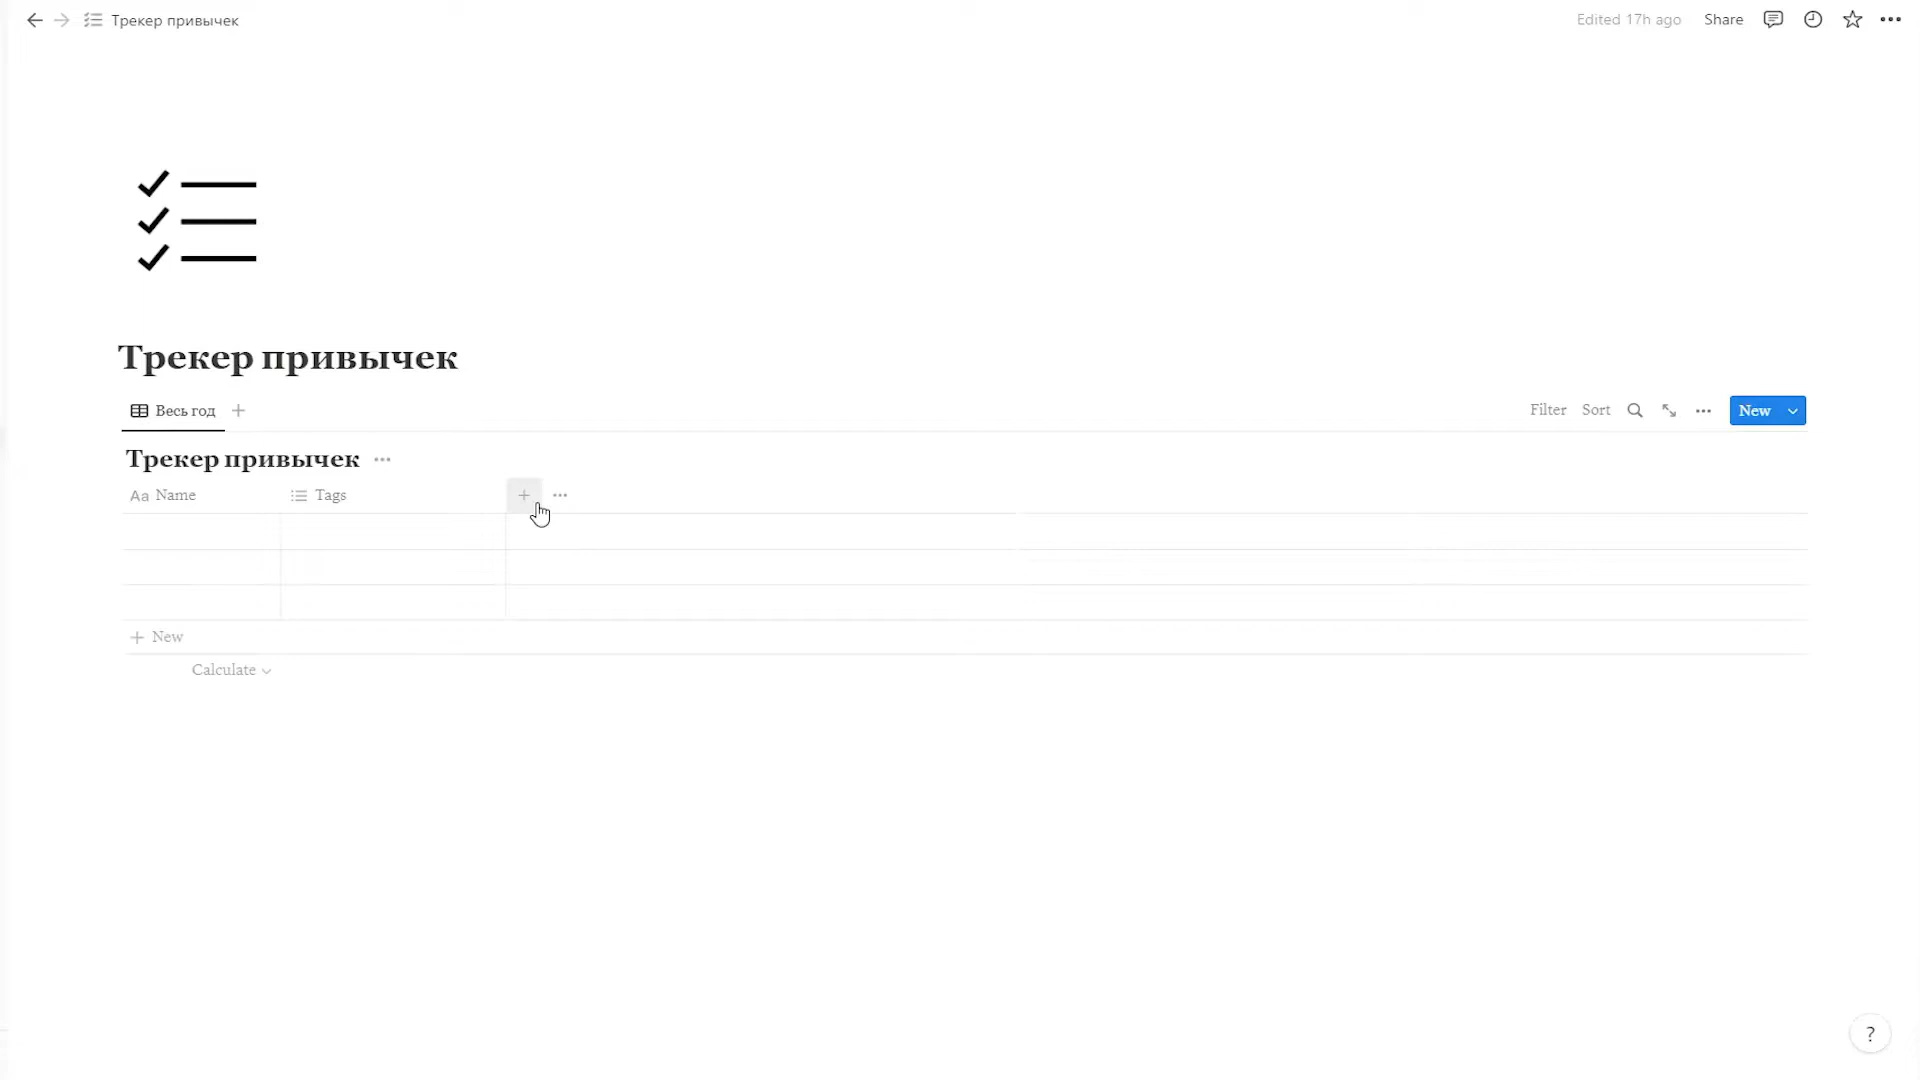 Трекер привычек
Edited 17h ago Share
Трекер привычек
Весь год
Filter Sort New
Трекер привычек
Aa Name Tags
New
Calculate
?